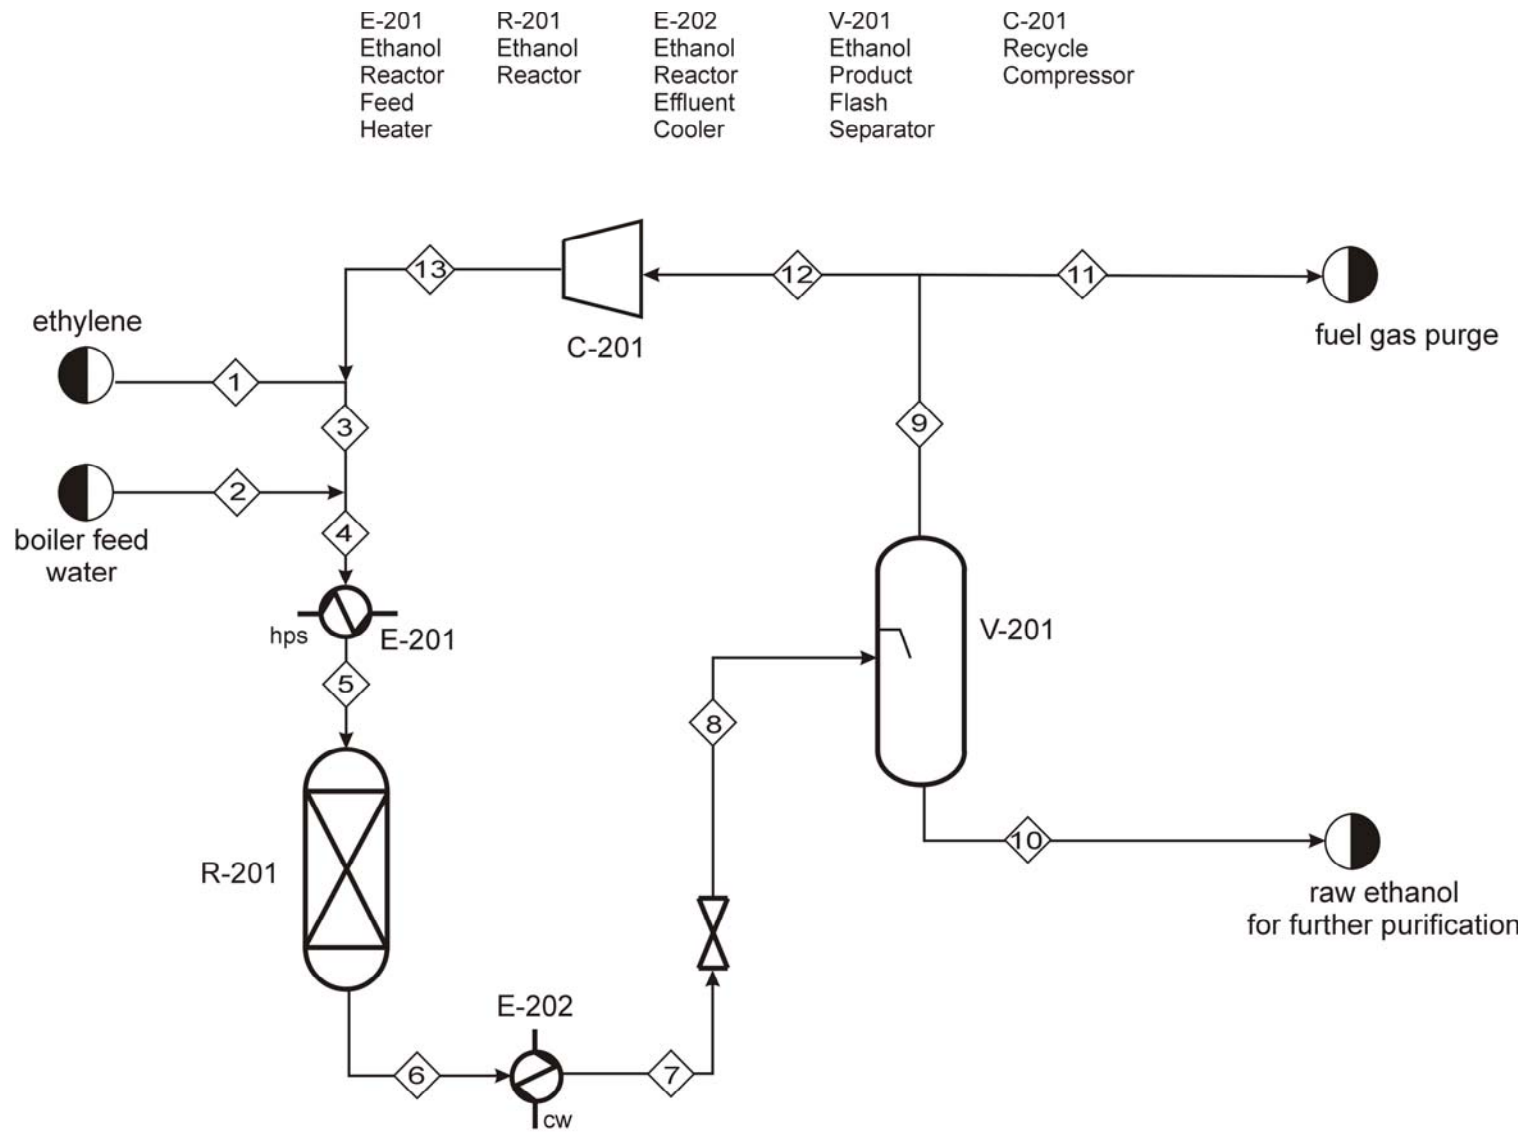 E-201
Ethanol
Reactor
Feed
Heater
R-201
Ethanol
Reactor
E-202
Ethanol
Reactor
Effluent
Cooler
V-201
Ethanol
Product
Flash
Separator
C-201
Recycle
Compressor
13
12
11
C-201
fuel gas purge
ethylene
1
3
9
2
boiler feed
water
4
hps
E-201
V-201
5
8
10
R-201
raw ethanol
for further purification
E-202
6
7
cw